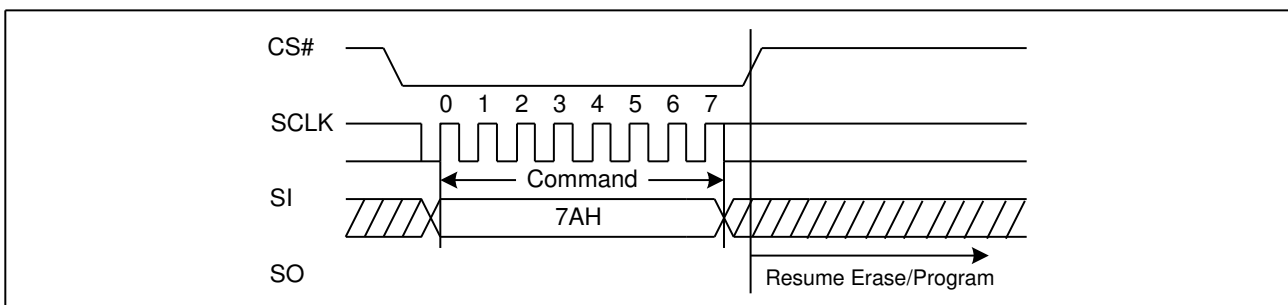 CS#
0 1 2 3 4 5 6 7
SCLK
Command
SI
7AH
SO
Resume Erase/Program